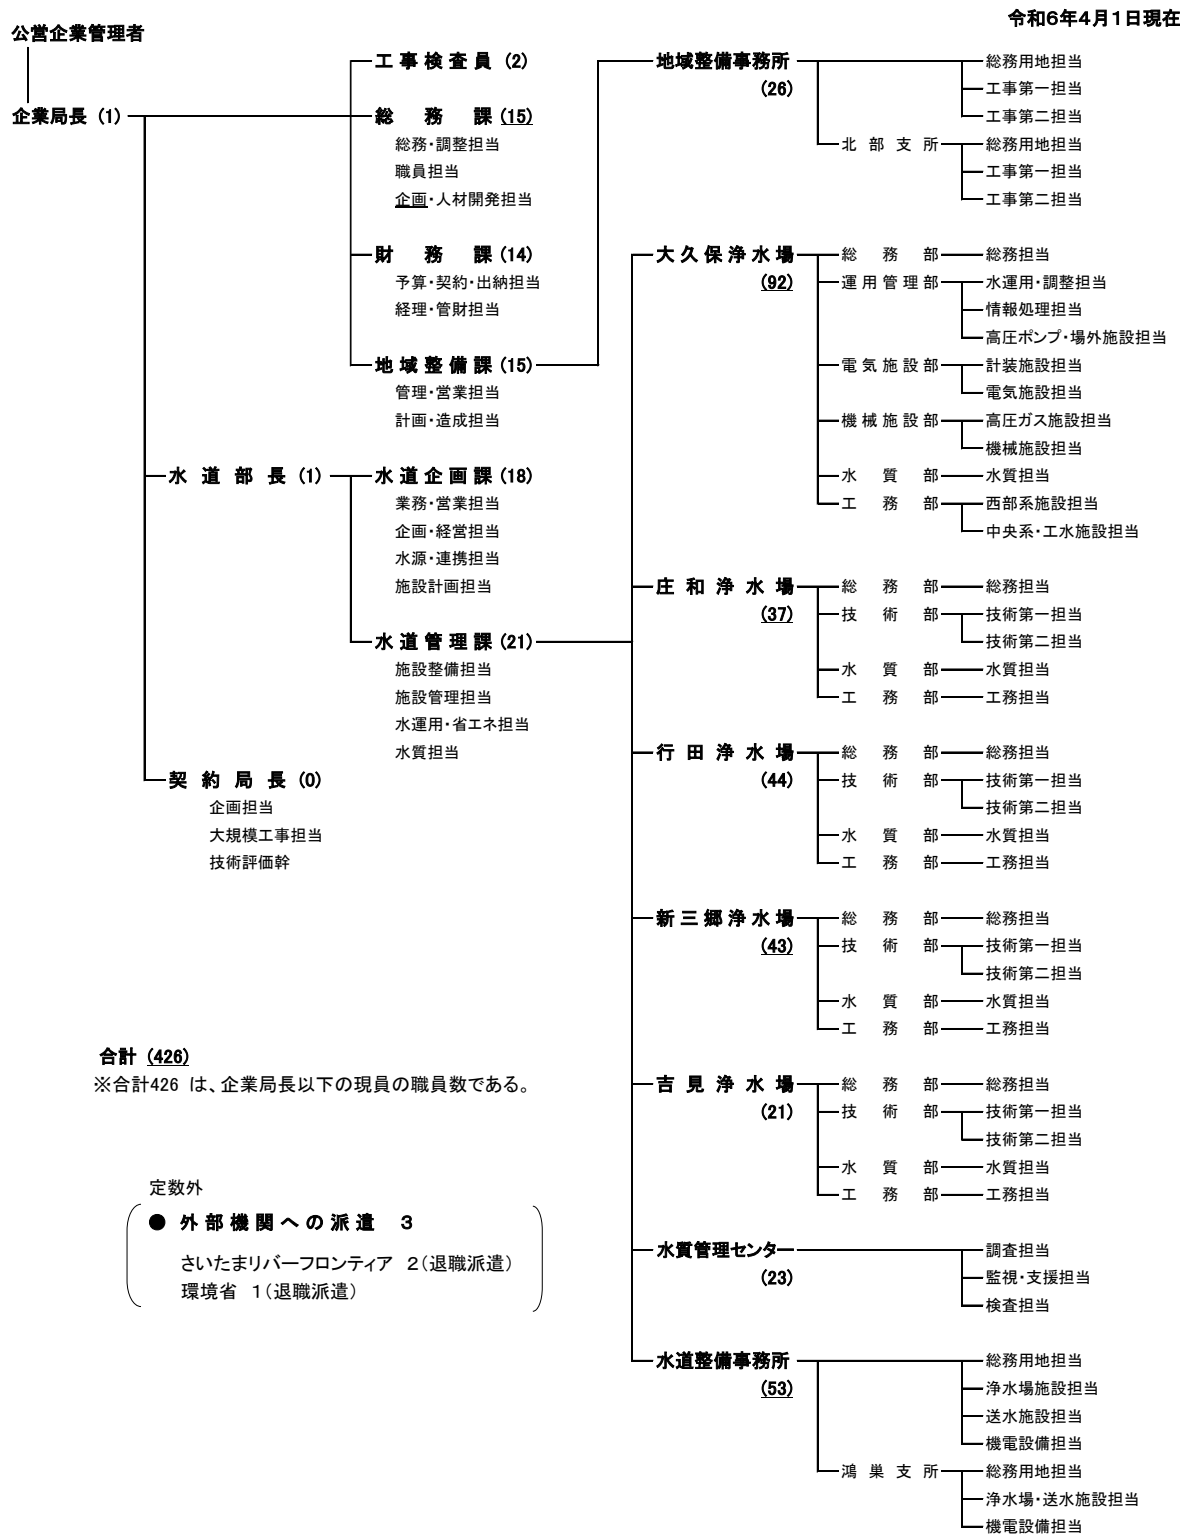 令和6年4月1日現在
公営企業管理者
企業局長 (1)
工事検査員 (2)
総務課 (15)
総務・調整担当
職員担当
企画・人材開発担当
財務課 (14)
予算・契約・出納担当
経理・管財担当
地域整備課 (15)
管理・営業担当
計画・造成担当
水道部長 (1)
水道企画課 (18)
業務・営業担当
企画・経営担当
水源・連携担当
施設計画担当
水道管理課 (21)
施設整備担当
施設管理担当
水運用・省エネ担当
水質担当
契約局長 (0)
企画担当
大規模工事担当
技術評価幹
地域整備事務所
(26)
総務用地担当
工事第一担当
工事第二担当
北部支所
総務用地担当
工事第一担当
工事第二担当
大久保浄水場
(92)
総務部
総務担当
運用管理部
水運用・調整担当
情報処理担当
高圧ポンプ・場外施設担当
電気施設部
計装施設担当
電気施設担当
機械施設部
高圧ガス施設担当
機械施設担当
水質部
水質担当
工務部
西部系施設担当
中央系・工水施設担当
庄和浄水場
(37)
総務部
総務担当
技術部
技術第一担当
技術第二担当
水質部
水質担当
工務部
工務担当
行田浄水場
(44)
総務部
総務担当
技術部
技術第一担当
技術第二担当
水質部
水質担当
工務部
工務担当
新三郷浄水場
(43)
総務部
総務担当
技術部
技術第一担当
技術第二担当
水質部
水質担当
工務部
工務担当
吉見浄水場
(21)
総務部
総務担当
技術部
技術第一担当
技術第二担当
水質部
水質担当
工務部
工務担当
水質管理センター
(23)
調査担当
監視・支援担当
検査担当
水道整備事務所
(53)
総務用地担当
浄水場施設担当
送水施設担当
機電設備担当
鴻巣支所
総務用地担当
浄水場・送水施設担当
機電設備担当
合計 (426)
※合計426 は、企業局長以下の現員の職員数である。
定数外
● 外部機関への派遣 3
さいたまリバーフロンティア 2(退職派遣)
環境省 1(退職派遣)